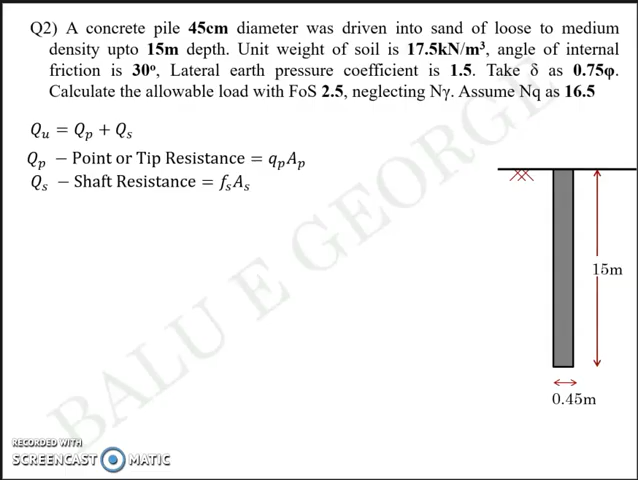 Q2) A concrete pile 45cm diameter was driven into sand of loose to medium
density upto 15m depth. Unit weight of soil is 17.5kN/m³, angle of internal
friction is 30º, Lateral earth pressure coefficient is 1.5. Take δ as 0.75φ.
Calculate the allowable load with FoS 2.5, neglecting Nγ. Assume Nq as 16.5
Qᵤ = Qₚ + Qₛ
Qₚ – Point or Tip Resistance = qₚAₚ
Qₛ – Shaft Resistance = fₛAₛ
15m
0.45m
BALU E GEORGE
RECORDED WITH
SCREENCAST MATIC